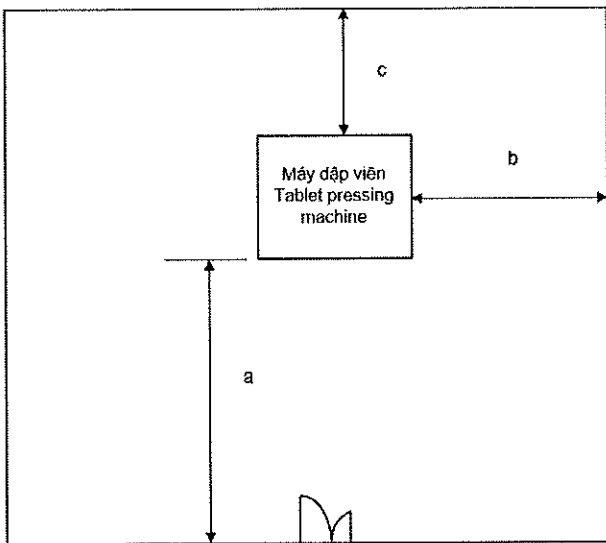 c
Máy dập viên
Tablet pressing
machine
b
a